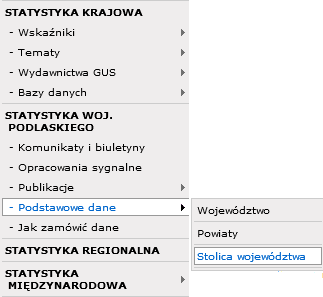 STATYSTYKA KRAJOWA
- Wskaźniki
- Tematy
- Wydawnictwa GUS
- Bazy danych
STATYSTYKA WOJ.
PODLASKIEGO
- Komunikaty i biuletyny
- Opracowania sygnalne
- Publikacje
- Podstawowe dane
- Jak zamówić dane
STATYSTYKA REGIONALNA
STATYSTYKA
MIĘDZYNARODOWA
Województwo
Powiaty
Stolica województwa